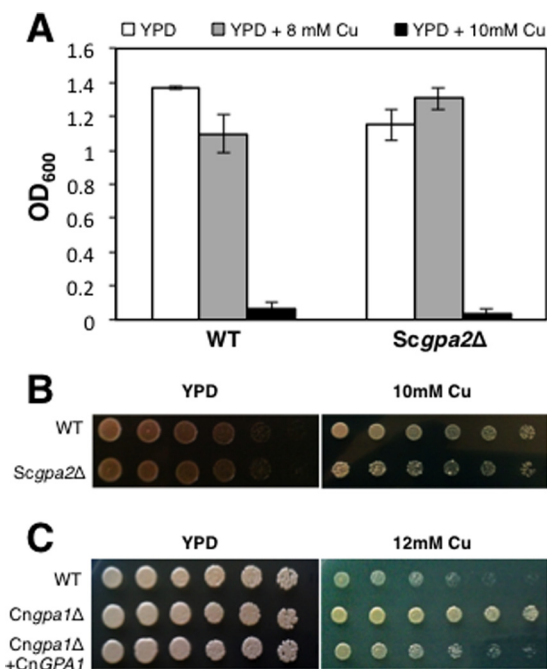 A
YPD YPD + 8 mM Cu YPD + 10mM Cu
1.6
1.4
1.2
1
0.8
0.6
0.4
0.2
0
OD600
WT Scgpa2Δ
B
YPD 10mM Cu
WT
Scgpa2Δ
C
YPD 12mM Cu
WT
Cngpa1Δ
Cngpa1Δ
+CnGPA1